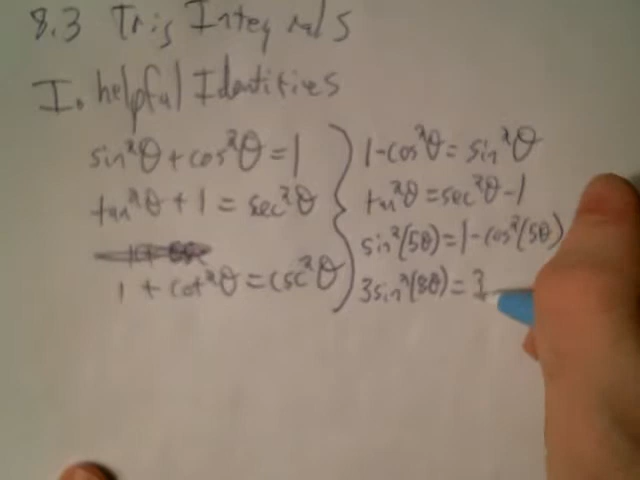 8.3 Trig Integrals
I. helpful Identities
sin²θ + cos²θ = 1
tan²θ + 1 = sec²θ
1 + cot²θ = csc²θ
1 - cos²θ = sin²θ
tan²θ = sec²θ - 1
sin²(5θ) = 1 - cos²(5θ)
3sin²(8θ) = 3